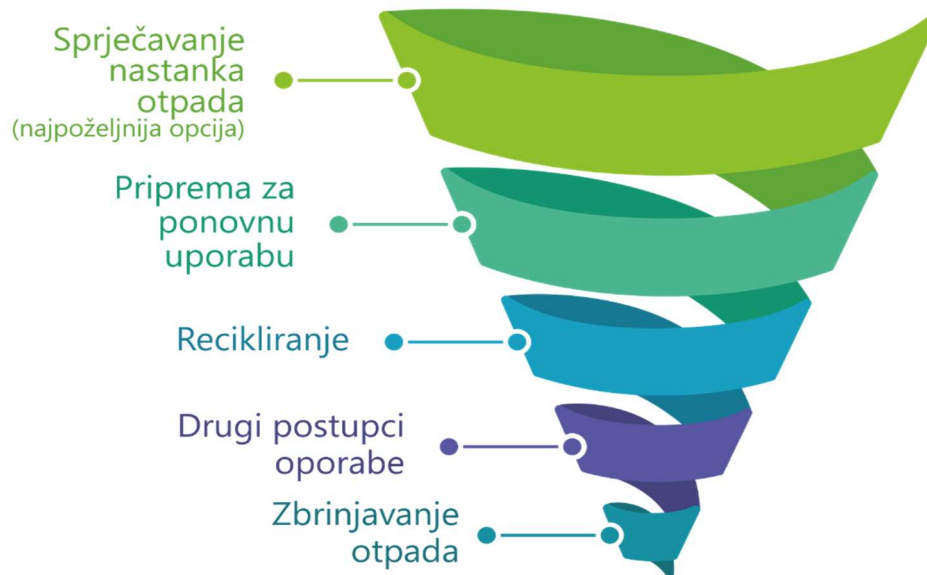 Sprječavanje
nastanka
otpada
(najpoželjnija opcija)
Priprema za
ponovnu
uporabu
Recikliranje
Drugi postupci
oporabe
Zbrinjavanje
otpada